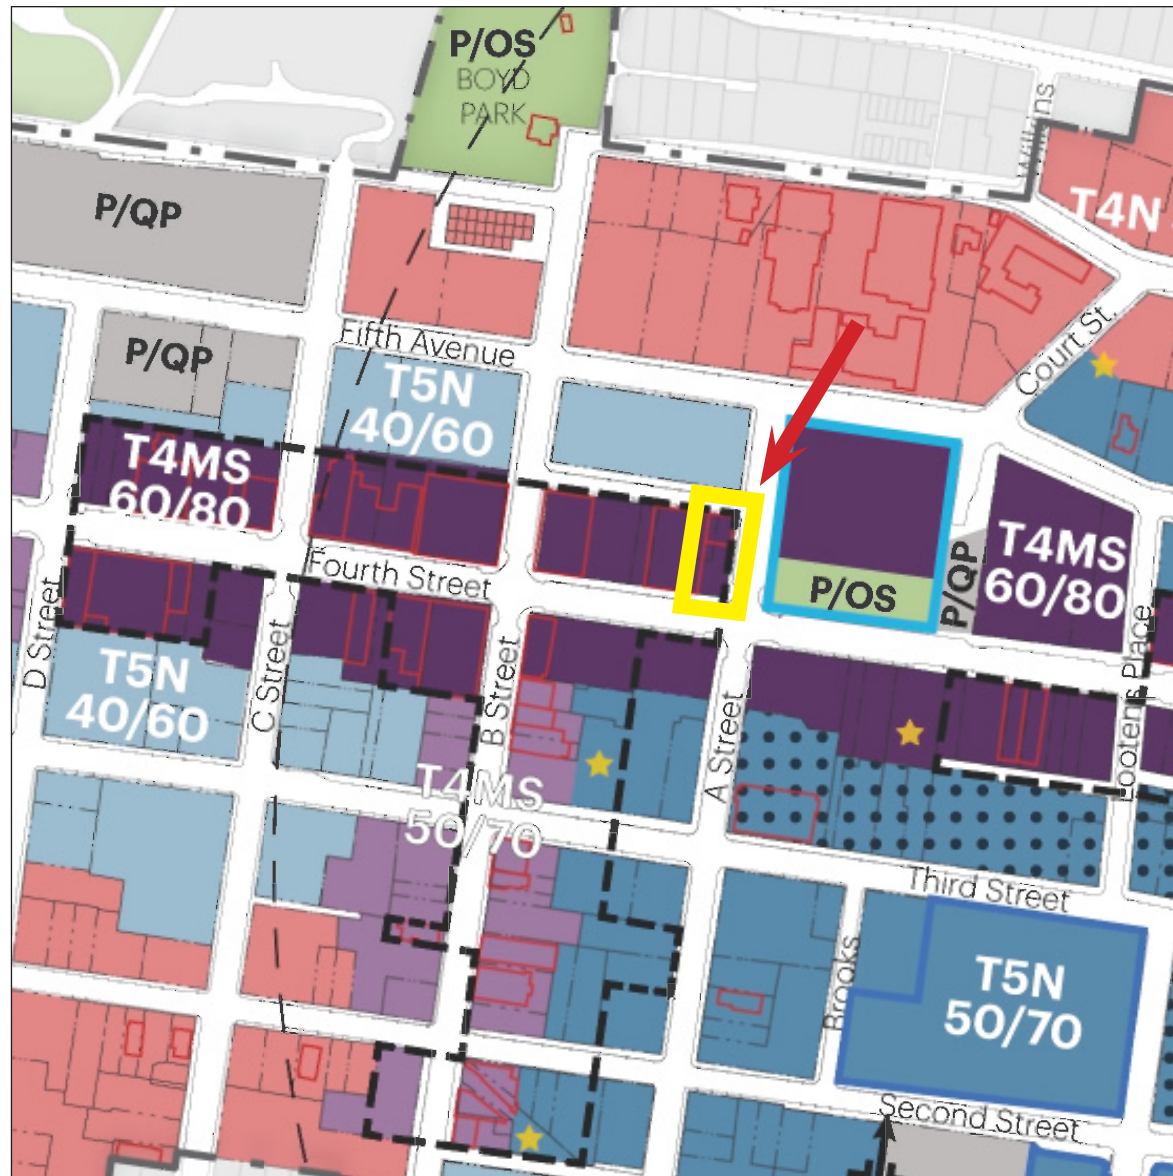 P/OS
BOYD
PARK
Wilkins
P/QP
T4N
Court St.
Fifth Avenue
P/QP
T5N
40/60
T4MS
60/80
T4MS
60/80
P/QP
P/OS
Fourth Street
D Street
C Street
B Street
A Street
Lootens Place
T5N
40/60
T4MS
50/70
Third Street
Brooks
T5N
50/70
Second Street